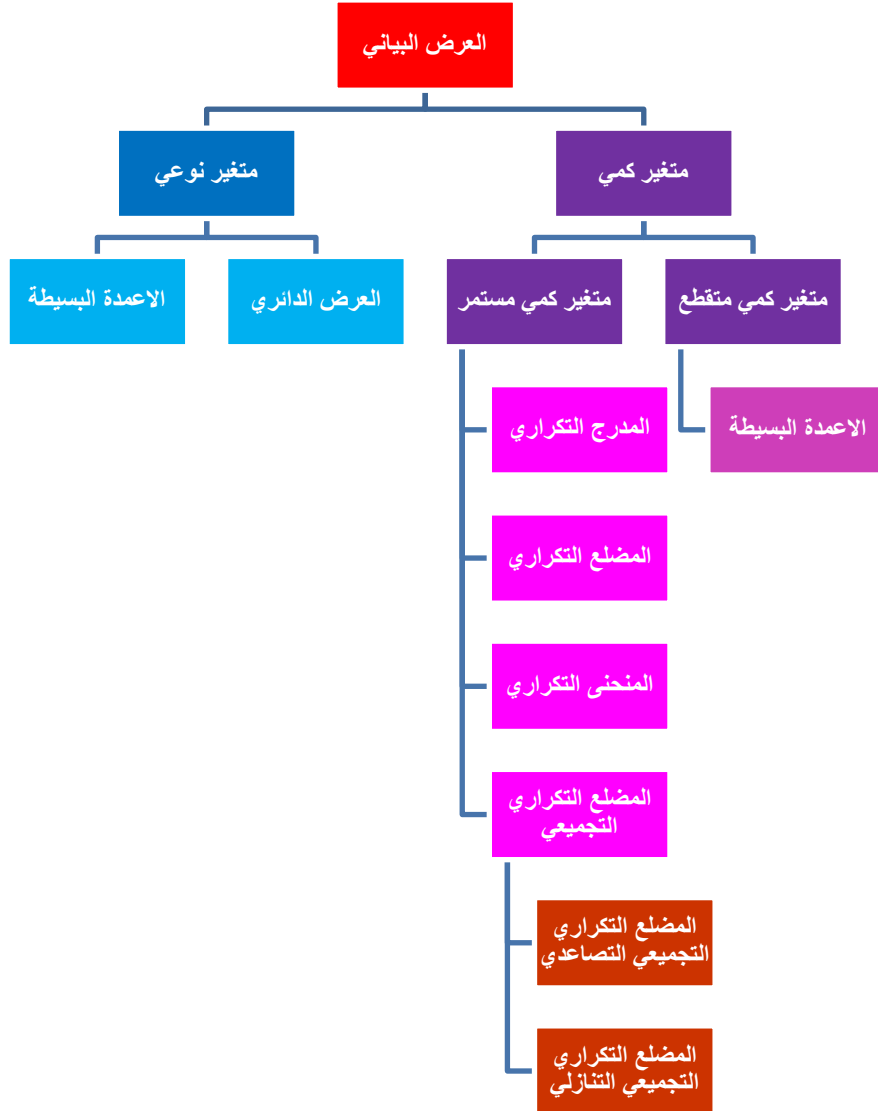 العرض البياني
متغير كمي
متغير نوعي
متغير كمي متقطع
متغير كمي مستمر
العرض الدائري
الاعمدة البسيطة
الاعمدة البسيطة
المدرج التكراري
المضلع التكراري
المنحنى التكراري
المضلع التكراري
التجميعي
المضلع التكراري
التجميعي التصاعدي
المضلع التكراري
التجميعي التنازلي